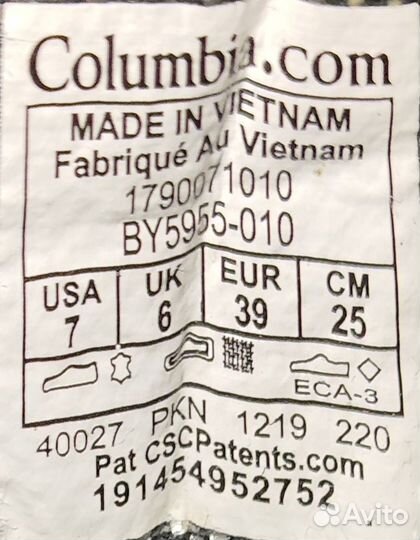 Columbia.com
MADE IN VIETNAM
Fabriqué Au Vietnam
1790071010
BY5955-010
USA UK EUR CM
7 6 39 25
ECA-3
40027 PKN 1219 220
Pat CSCPatents.com
191454952752
Avito